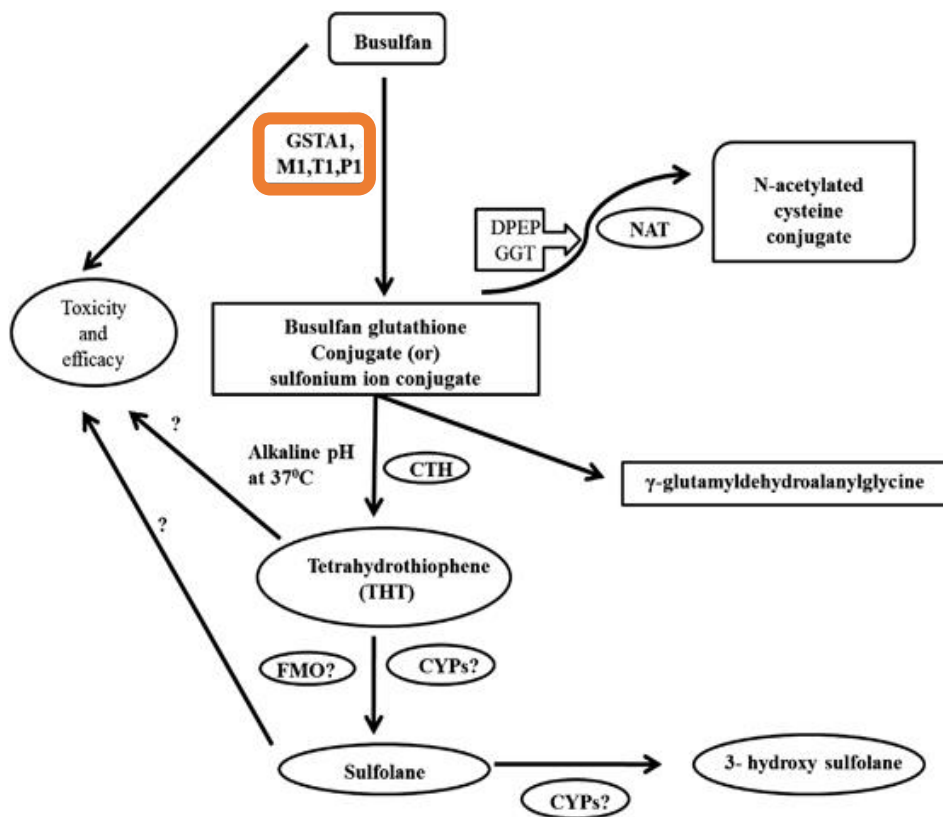 Busulfan
GSTA1,
M1,T1,P1
DPEP
GGT
NAT
N-acetylated
cysteine
conjugate
Toxicity
and
efficacy
Busulfan glutathione
Conjugate (or)
sulfonium ion conjugate
?
Alkaline pH
at 37⁰C
CTH
γ-glutamyldehydroalanylglycine
?
Tetrahydrothiophene
(THT)
FMO?
CYPs?
Sulfolane
3- hydroxy sulfolane
CYPs?